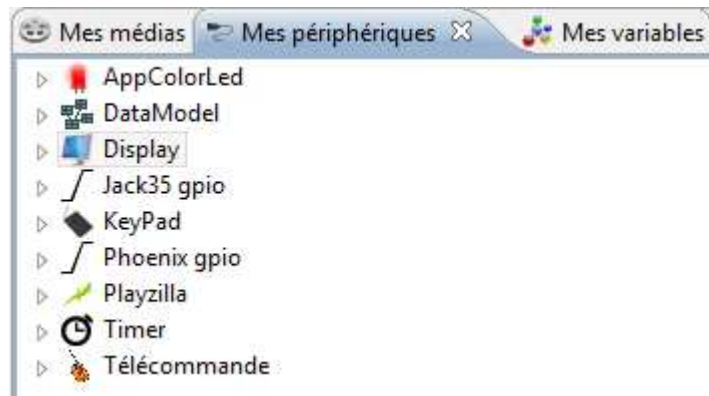 Mes médias Mes périphériques Mes variables
AppColorLed
DataModel
Display
Jack35 gpio
KeyPad
Phoenix gpio
Playzilla
Timer
Télécommande